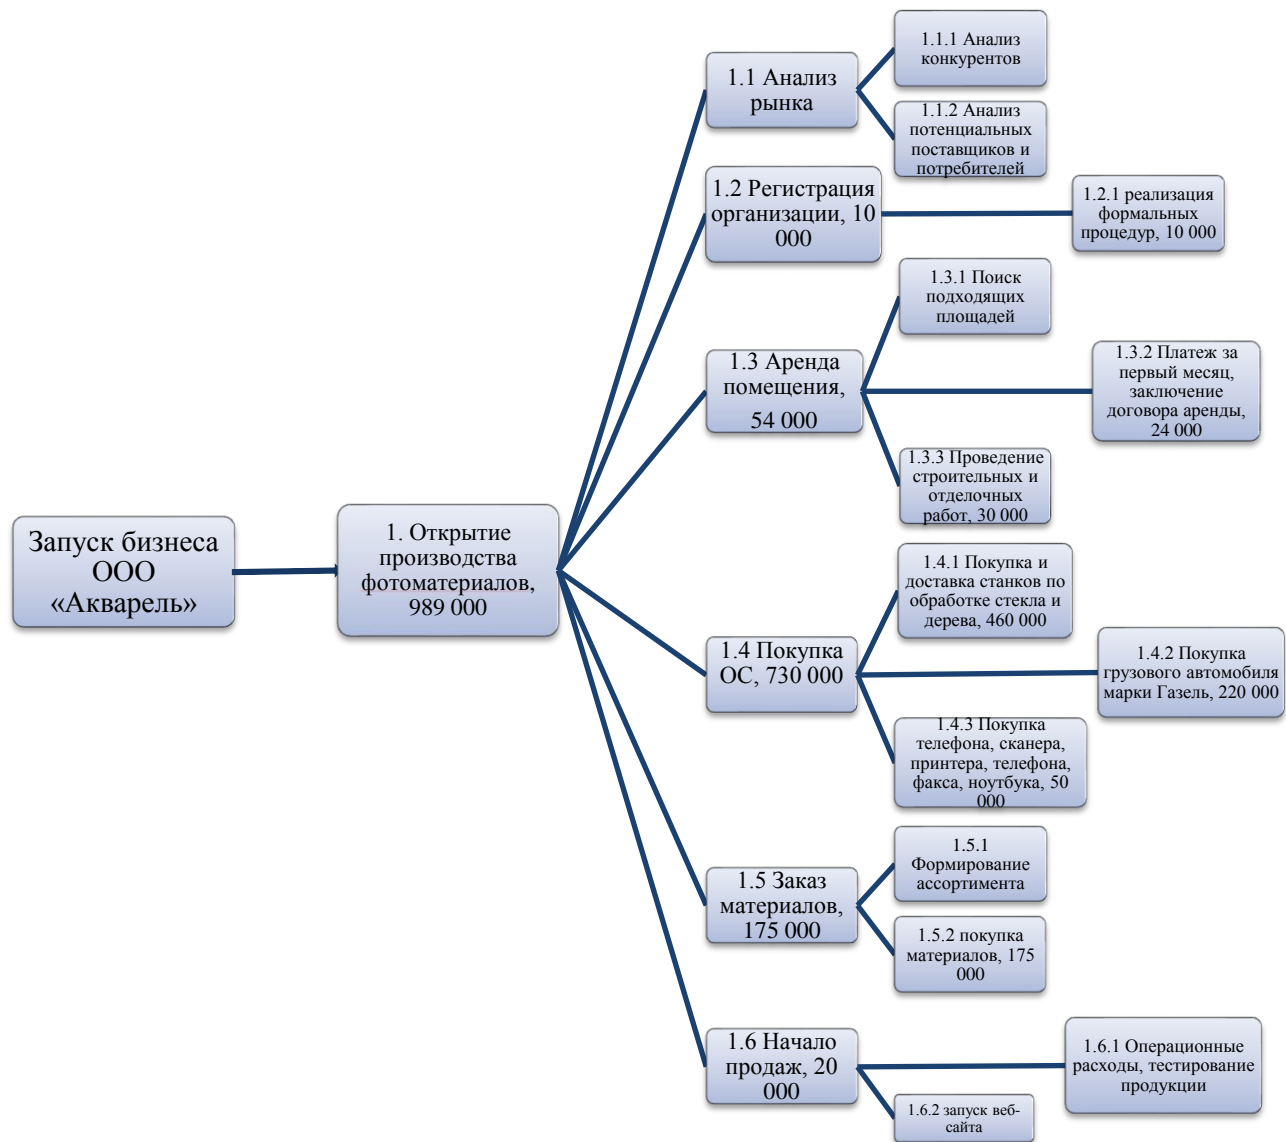 Запуск бизнеса
ООО
«Акварель»
1. Открытие
производства
фотоматериалов,
989 000
1.1 Анализ
рынка
1.1.1 Анализ
конкурентов
1.1.2 Анализ
потенциальных
поставщиков и
потребителей
1.2 Регистрация
организации, 10
000
1.2.1 реализация
формальных
процедур, 10 000
1.3 Аренда
помещения,
54 000
1.3.1 Поиск
подходящих
площадей
1.3.2 Платеж за
первый месяц,
заключение
договора аренды,
24 000
1.3.3 Проведение
строительных и
отделочных
работ, 30 000
1.4 Покупка
ОС, 730 000
1.4.1 Покупка и
доставка станков по
обработке стекла и
дерева, 460 000
1.4.2 Покупка
грузового автомобиля
марки Газель, 220 000
1.4.3 Покупка
телефона, сканера,
принтера, телефона,
факса, ноутбука, 50
000
1.5 Заказ
материалов,
175 000
1.5.1
Формирование
ассортимента
1.5.2 покупка
материалов, 175
000
1.6 Начало
продаж, 20
000
1.6.1 Операционные
расходы, тестирование
продукции
1.6.2 запуск веб-
сайта